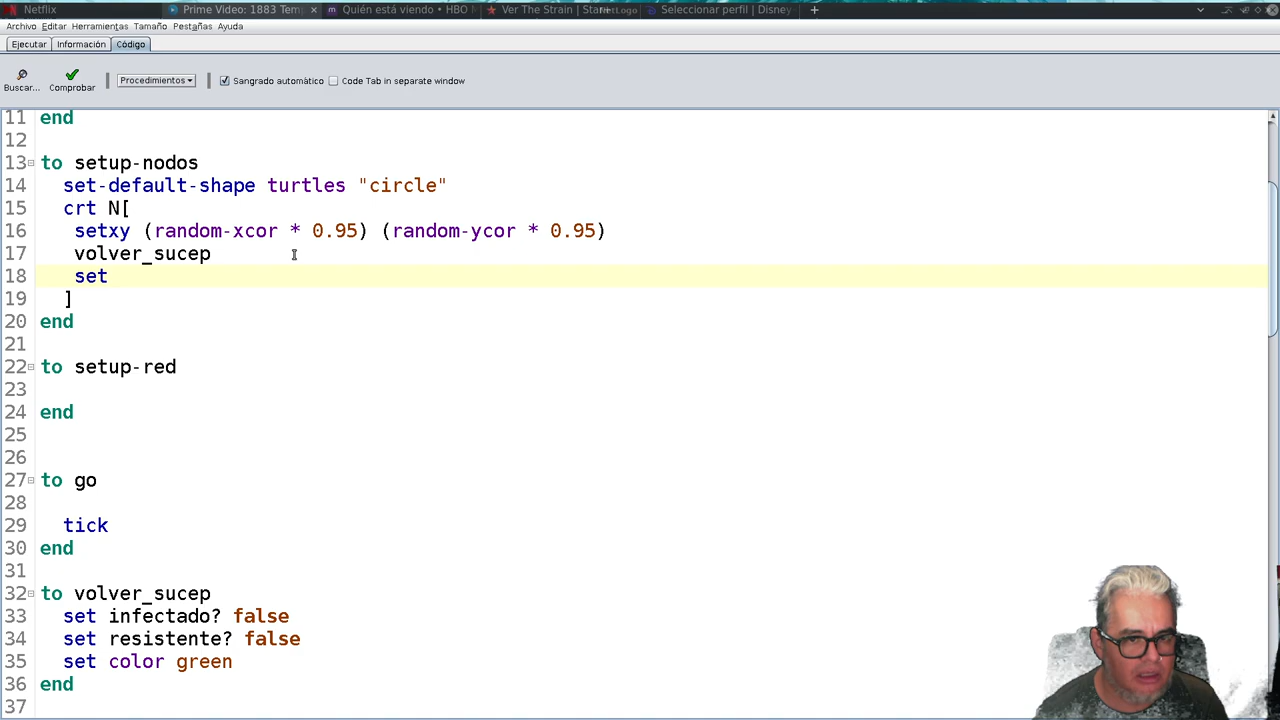 Netflix
Prime Video: 1883 Tem
Quién está viendo • HBO
Ver The Strain | Star+
Seleccionar perfil | Disney
Archivo Editar Herramientas Tamaño Pestañas Ayuda
Ejecutar Información Código
Buscar... Comprobar Procedimientos Sangrado automático Code Tab in separate window
11 end
12
13 to setup-nodos
14 set-default-shape turtles "circle"
15 crt N[
16 setxy (random-xcor * 0.95) (random-ycor * 0.95)
17 volver_sucep
18 set
19 ]
20 end
21
22 to setup-red
23
24 end
25
26
27 to go
28
29 tick
30 end
31
32 to volver_sucep
33 set infectado? false
34 set resistente? false
35 set color green
36 end
37